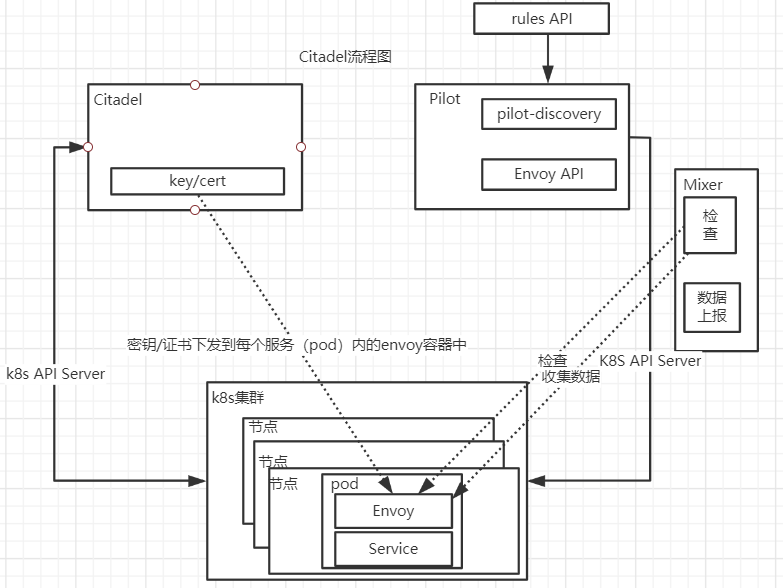 rules API
Citadel流程图
Citadel
key/cert
Pilot
pilot-discovery
Envoy API
Mixer
检
查
数据
上报
密钥/证书下发到每个服务（pod）内的envoy容器中
k8s API Server
检查
收集数据
K8S API Server
k8s集群
节点
节点
节点
pod
Envoy
Service